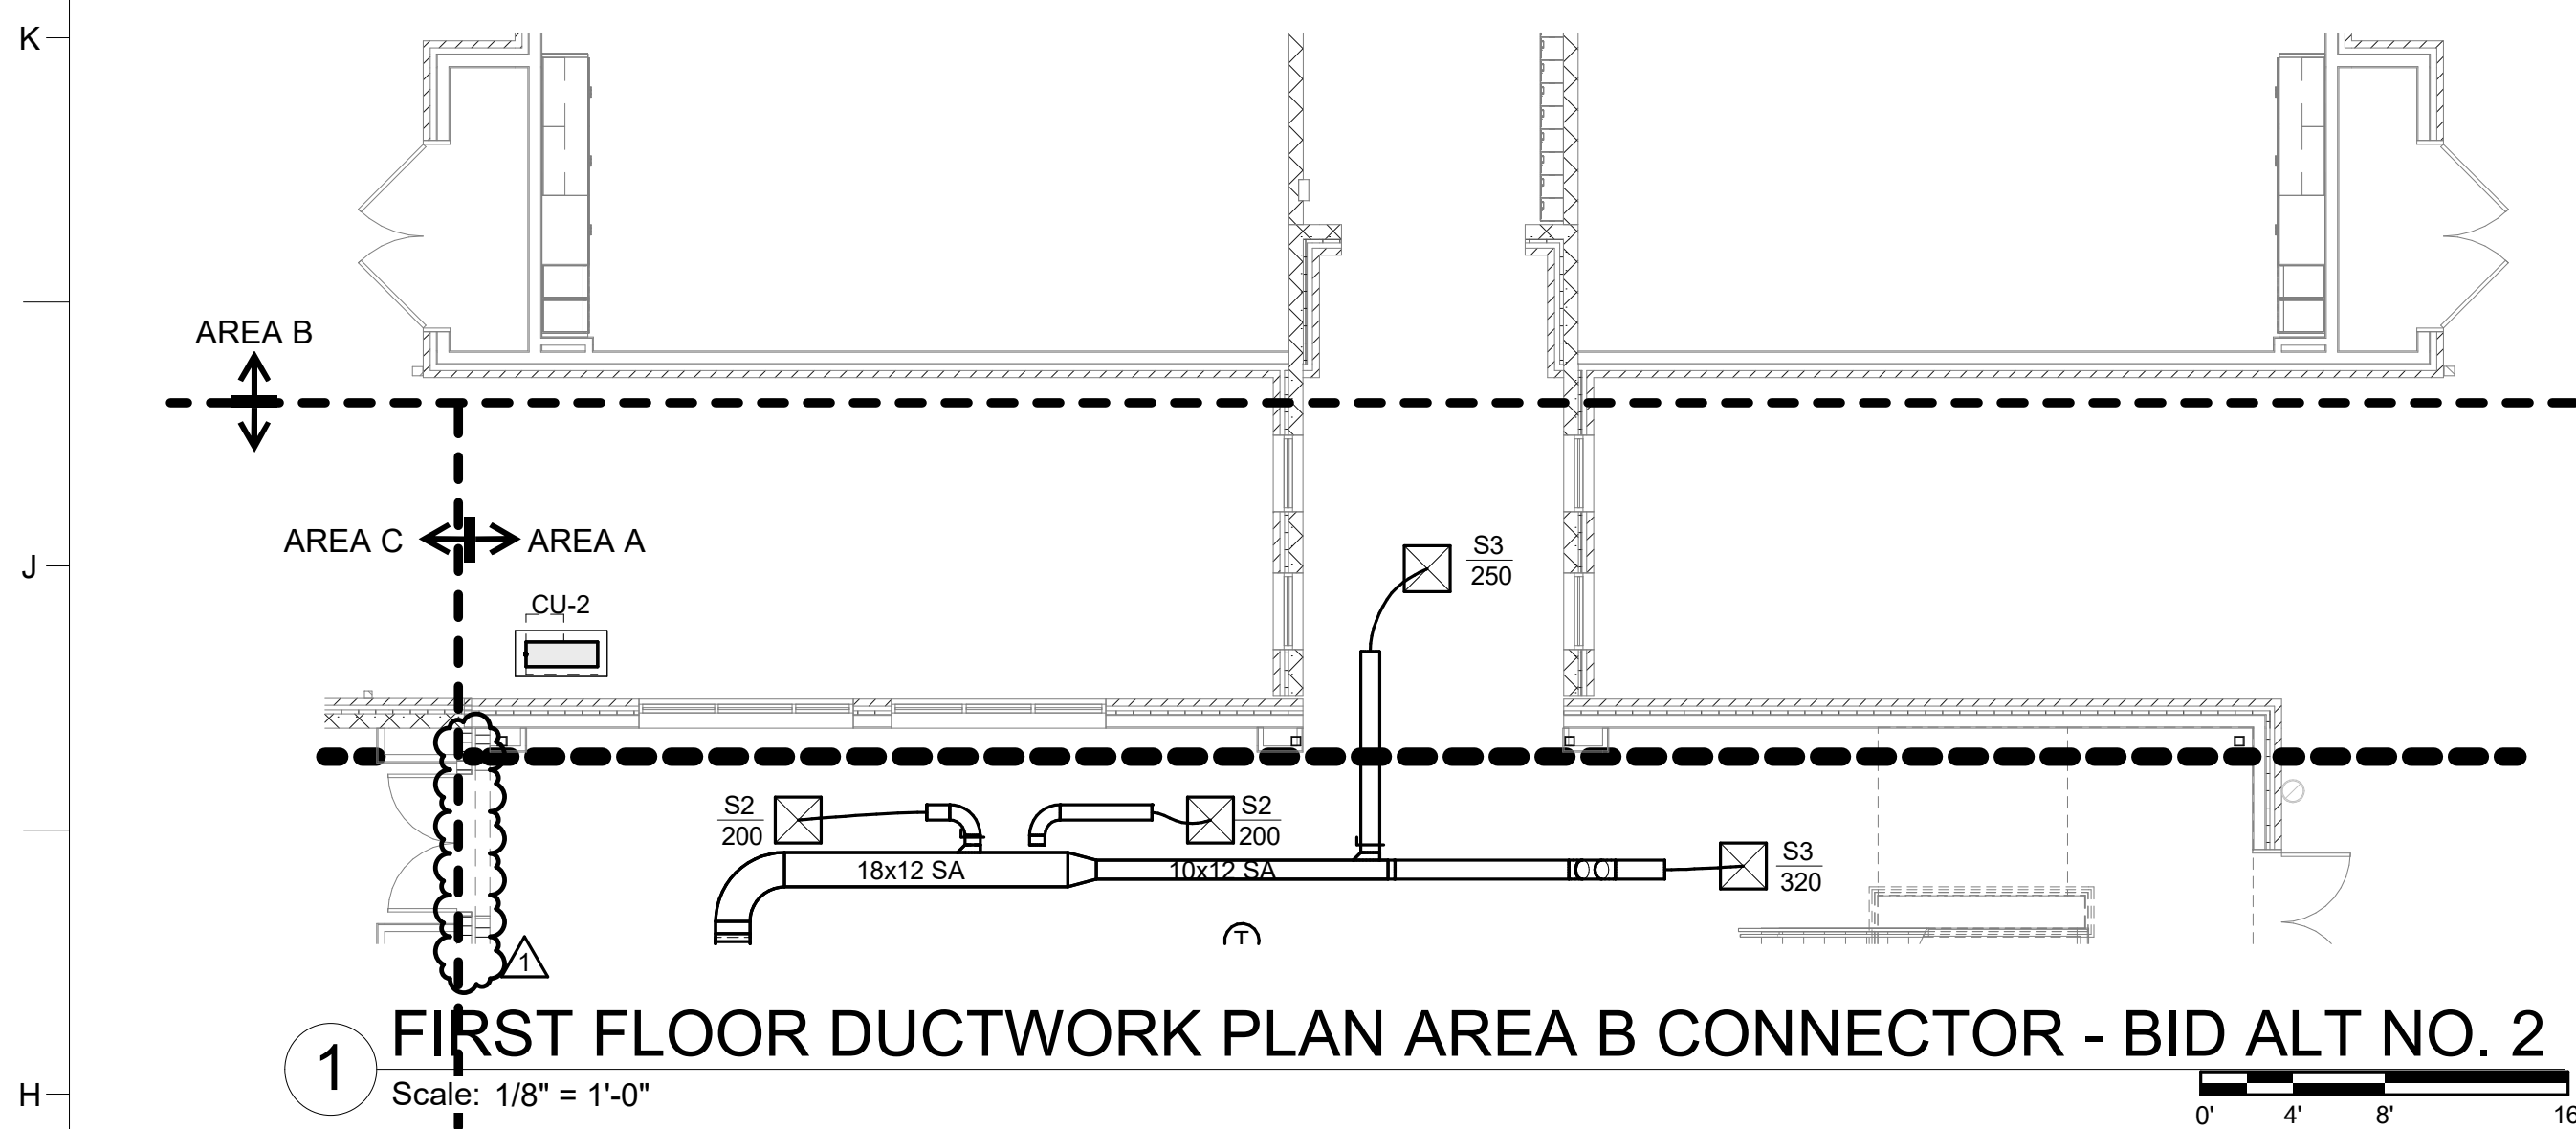 K
AREA B
AREA C
AREA A
J
S3
250
CU-2
S2
200
S2
200
18x12 SA
10x12 SA
S3
320
T
1
1
FIRST FLOOR DUCTWORK PLAN AREA B CONNECTOR - BID ALT NO. 2
H
Scale: 1/8" = 1'-0"
0' 4' 8' 16